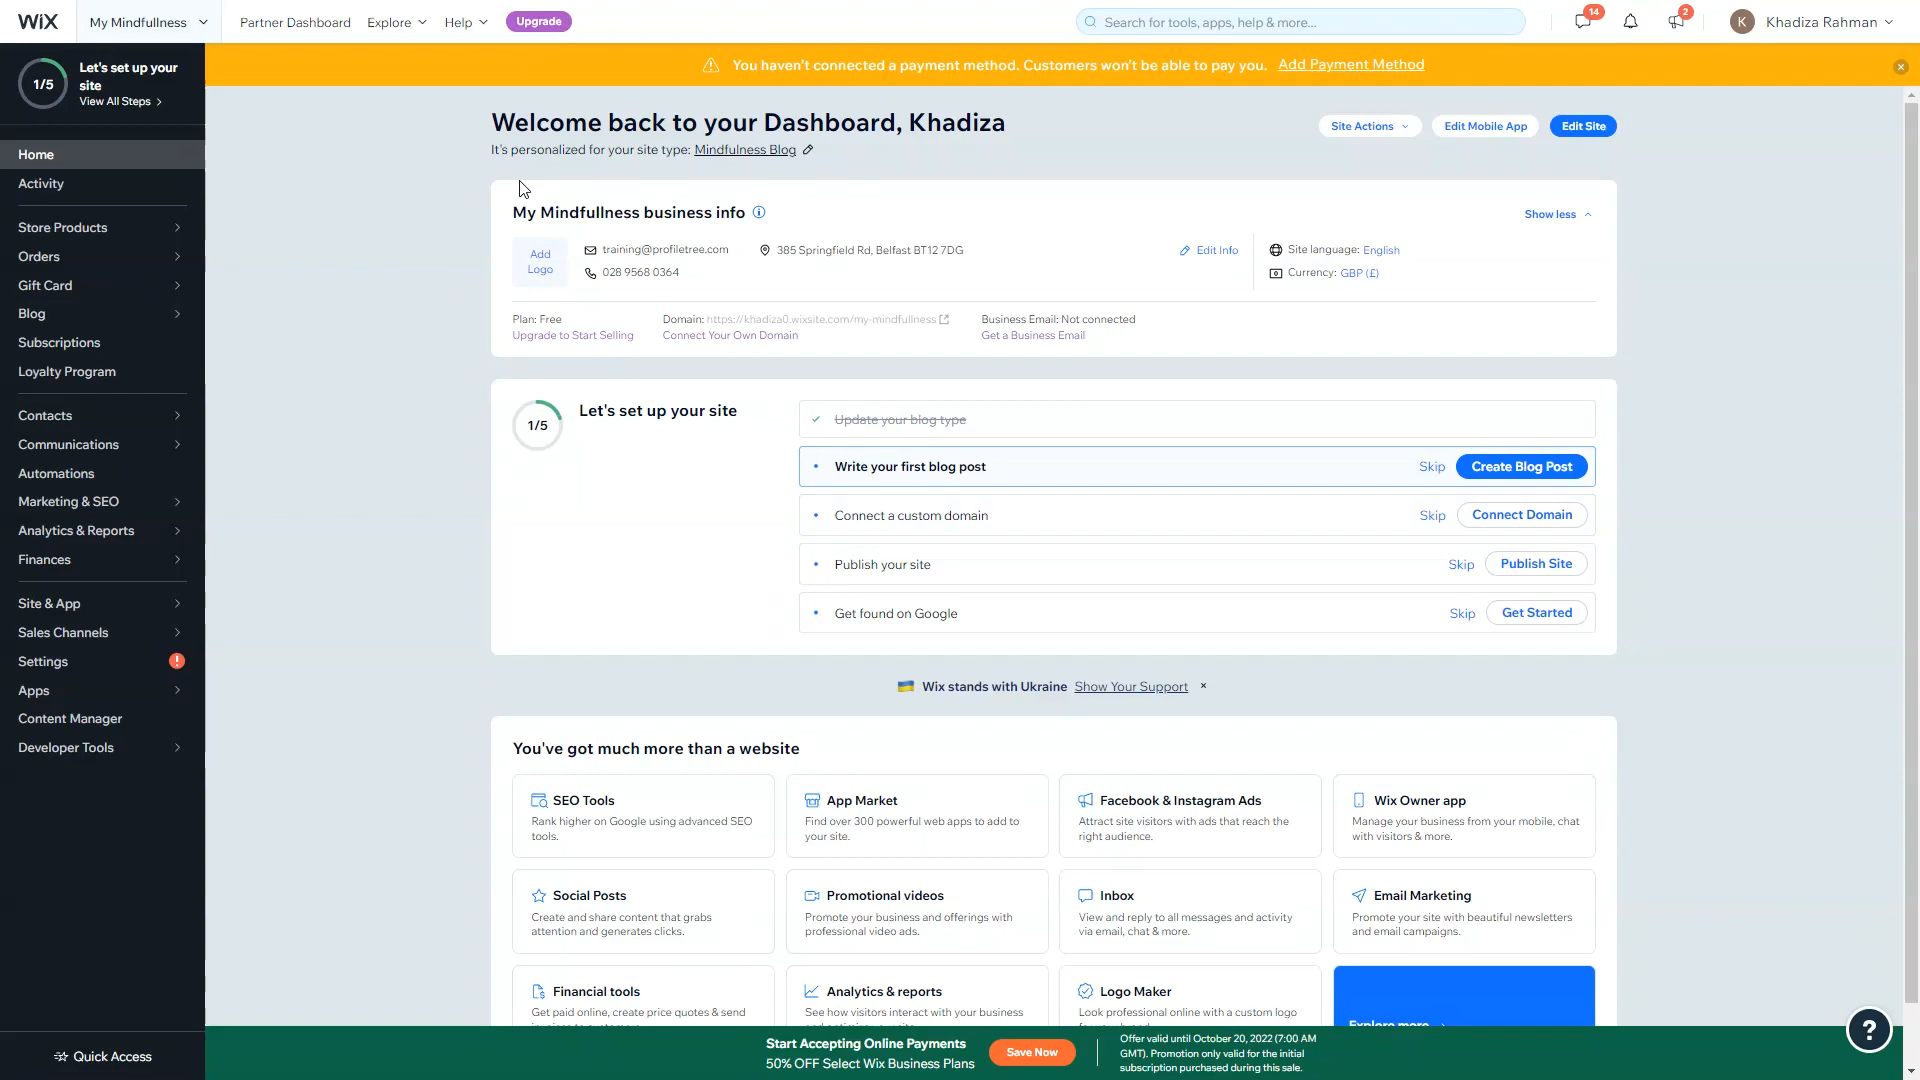 WiX
My Mindfullness
Partner Dashboard
Explore
Help
Upgrade
Search for tools, apps, help & more...
14
2
K
Khadiza Rahman
1/5
Let's set up your
site
View All Steps
You haven't connected a payment method. Customers won't be able to pay you. Add Payment Method
Home
Activity
Store Products
Orders
Gift Card
Blog
Subscriptions
Loyalty Program
Contacts
Communications
Automations
Marketing & SEO
Analytics & Reports
Finances
Site & App
Sales Channels
Settings
!
Apps
Content Manager
Developer Tools
Quick Access
Welcome back to your Dashboard, Khadiza
It's personalized for your site type: Mindfulness Blog
Site Actions
Edit Mobile App
Edit Site
My Mindfullness business info
Show less
Add
Logo
training@profiletree.com
385 Springfield Rd, Belfast BT12 7DG
028 9568 0364
Edit Info
Site language: English
Currency: GBP (£)
Plan: Free
Upgrade to Start Selling
Domain: https://khadiza0.wixsite.com/my-mindfullness
Connect Your Own Domain
Business Email: Not connected
Get a Business Email
1/5
Let's set up your site
Update your blog type
Write your first blog post
Skip
Create Blog Post
Connect a custom domain
Skip
Connect Domain
Publish your site
Skip
Publish Site
Get found on Google
Skip
Get Started
Wix stands with Ukraine Show Your Support
You've got much more than a website
SEO Tools
Rank higher on Google using advanced SEO
tools.
App Market
Find over 300 powerful web apps to add to
your site.
Facebook & Instagram Ads
Attract site visitors with ads that reach the
right audience.
Wix Owner app
Manage your business from your mobile, chat
with visitors & more.
Social Posts
Create and share content that grabs
attention and generates clicks.
Promotional videos
Promote your business and offerings with
professional video ads.
Inbox
View and reply to all messages and activity
via email, chat & more.
Email Marketing
Promote your site with beautiful newsletters
and email campaigns.
Financial tools
Get paid online, create price quotes & send
Analytics & reports
See how visitors interact with your business
Logo Maker
Look professional online with a custom logo
Explore more
Start Accepting Online Payments
50% OFF Select Wix Business Plans
Save Now
Offer valid until October 20, 2022 (7:00 AM
GMT). Promotion only valid for the initial
subscription purchased during this sale.
?